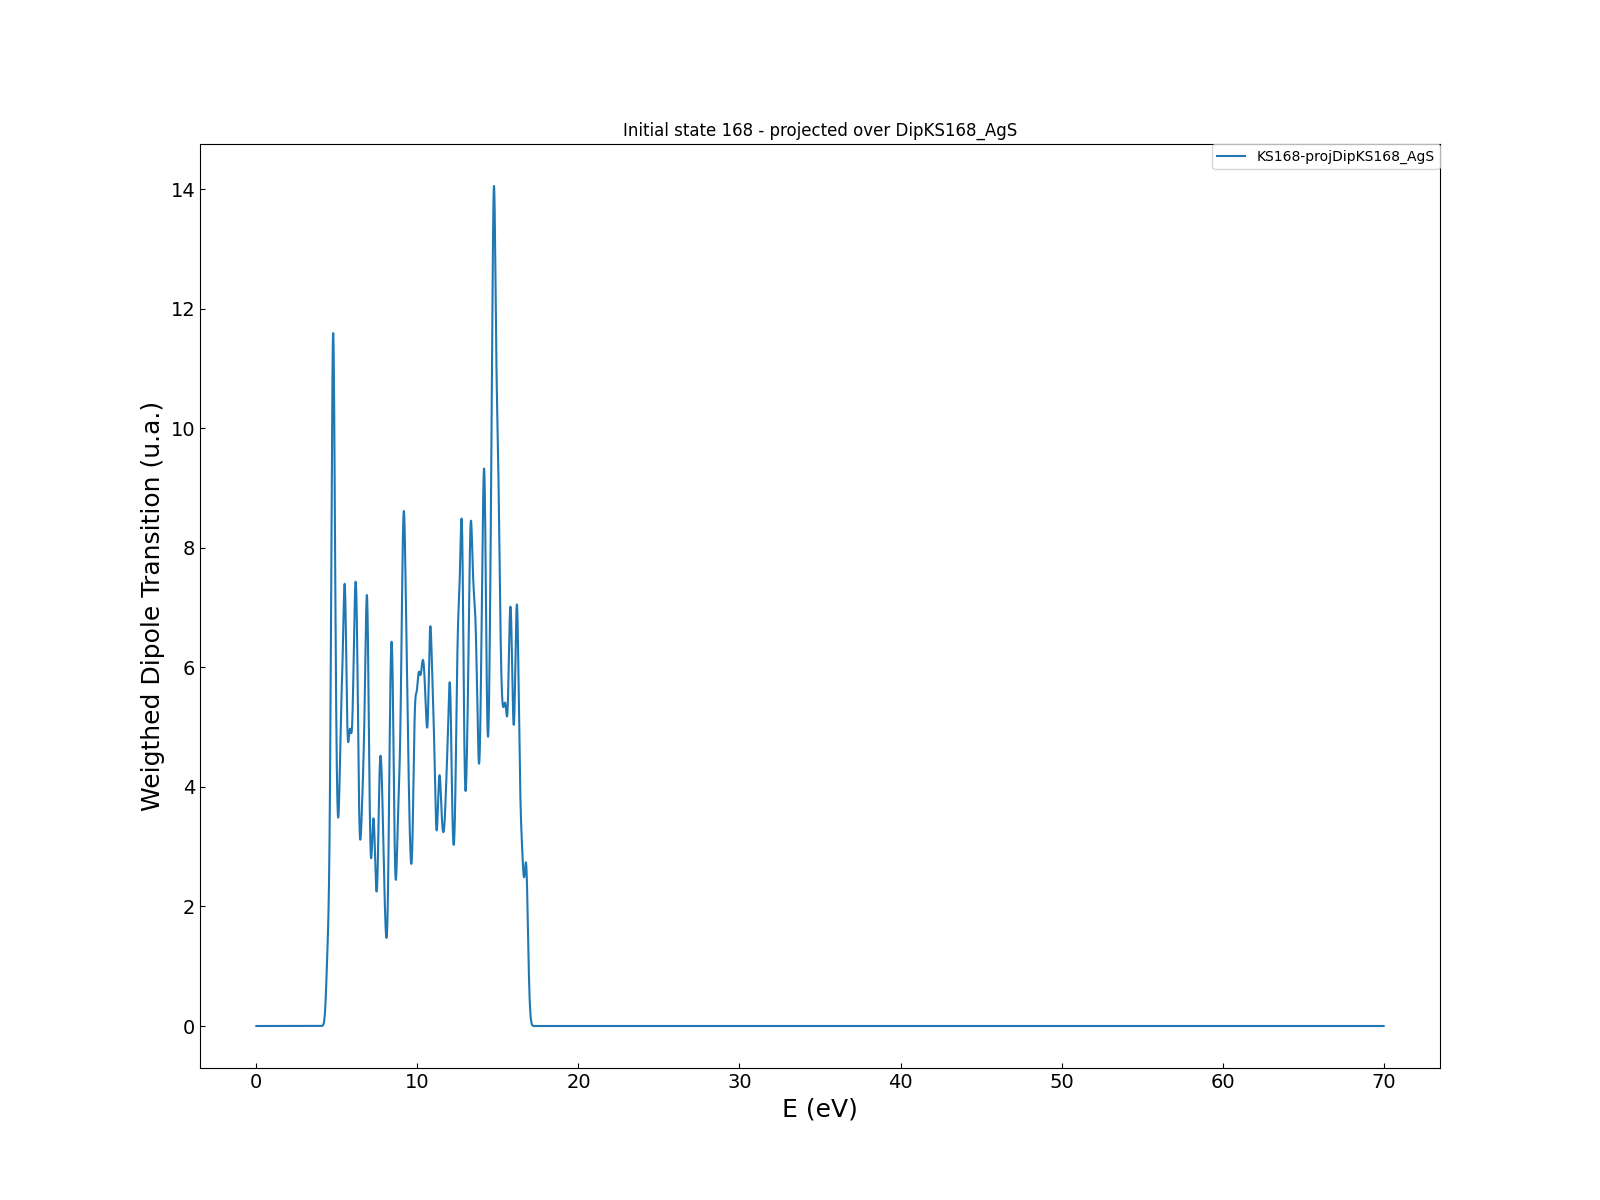 Initial state 168 - projected over DipKS168_AgS
KS168-projDipKS168_AgS
14
12
10
8
6
4
2
0
Weigthed Dipole Transition (u.a.)
0 10 20 30 40 50 60 70
E (eV)